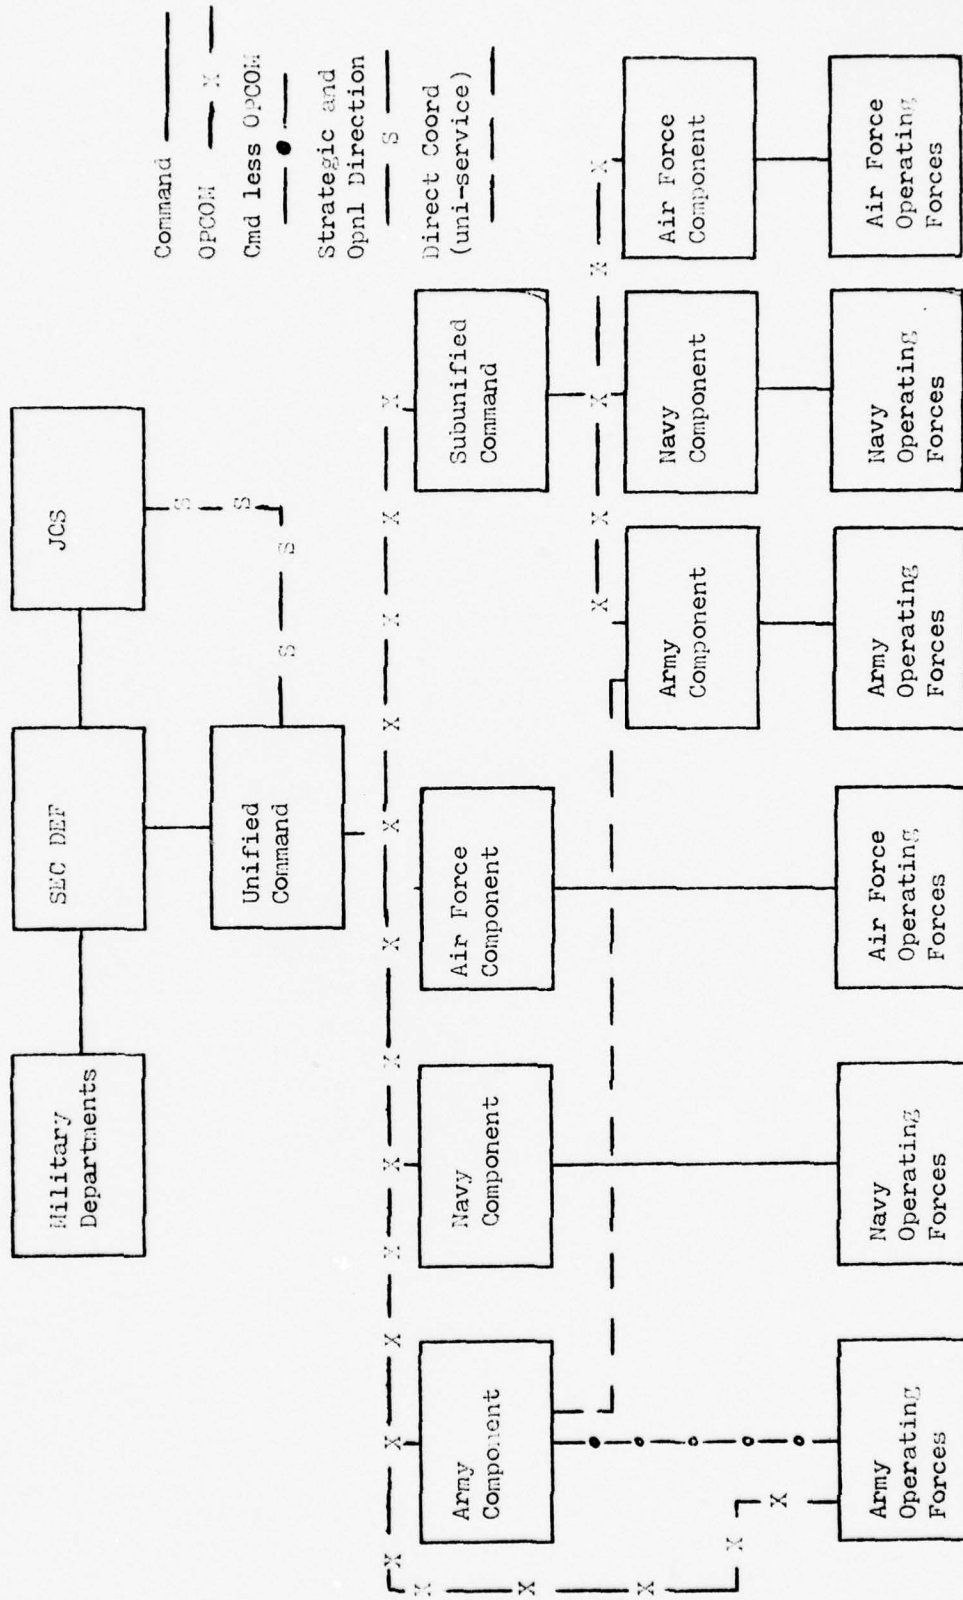 Military
Departments
SEC DEF
JCS
S
S
S
S
Unified
Command
Command
OPCOM X
Cmd less OPCOM
Strategic and
Opnl Direction
S
Direct Coord
(uni-service)
X X X X X X X X X X X X
Army
Component
Navy
Component
Air Force
Component
Subunified
Command
X X X X X
X
X
X
X
X
Army
Component
Navy
Component
Air Force
Component
Army
Operating
Forces
Navy
Operating
Forces
Air Force
Operating
Forces
Army
Operating
Forces
Navy
Operating
Forces
Air Force
Operating
Forces